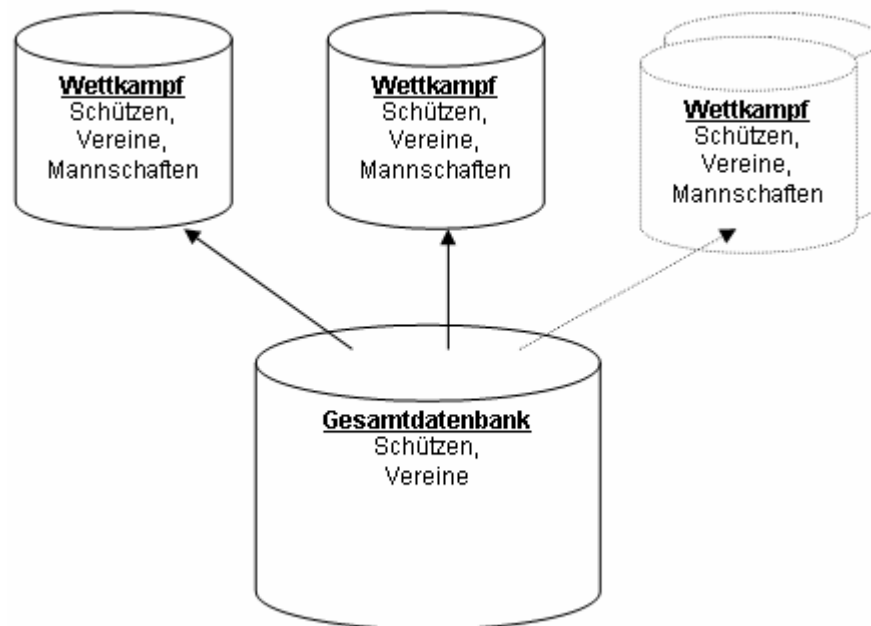 Wettkampf
Schützen,
Vereine,
Mannschaften
Wettkampf
Schützen,
Vereine,
Mannschaften
Wettkampf
Schützen,
Vereine,
Mannschaften
Gesamtdatenbank
Schützen,
Vereine